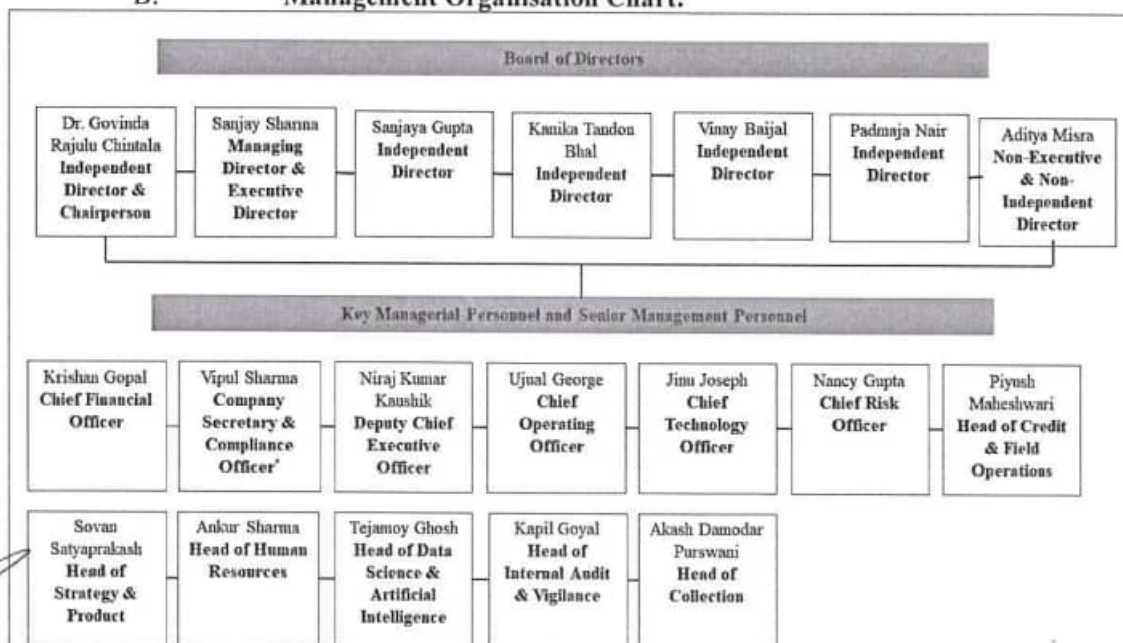 D. Management Organisation Chart:
Board of Directors
Dr. Govinda
Rajulu Chintala
Independent
Director &
Chairperson
Sanjay Sharma
Managing
Director &
Executive
Director
Sanjaya Gupta
Independent
Director
Kanika Tandon
Bhal
Independent
Director
Vinay Baijal
Independent
Director
Padmaja Nair
Independent
Director
Aditya Misra
Non-Executive
& Non-
Independent
Director
Key Managerial Personnel and Senior Management Personnel
Krishan Gopal
Chief Financial
Officer
Vipul Sharma
Company
Secretary &
Compliance
Officer*
Niraj Kumar
Kaushik
Deputy Chief
Executive
Officer
Ujual George
Chief
Operating
Officer
Jinu Joseph
Chief
Technology
Officer
Nancy Gupta
Chief Risk
Officer
Piyush
Maheshwari
Head of Credit
& Field
Operations
Sovan
Satyaprakash
Head of
Strategy &
Product
Ankur Sharma
Head of Human
Resources
Tejamoy Ghosh
Head of Data
Science &
Artificial
Intelligence
Kapil Goyal
Head of
Internal Audit
& Vigilance
Akash Damodar
Purswani
Head of
Collection